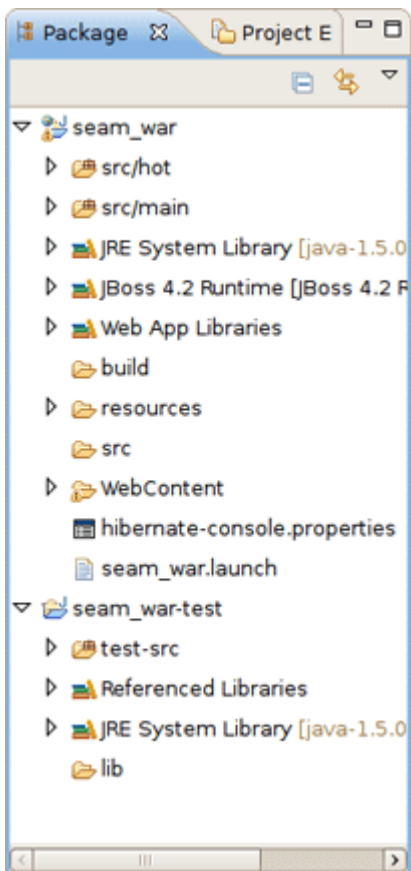 Package Project E
seam_war
src/hot
src/main
JRE System Library [java-1.5.0
JBoss 4.2 Runtime [JBoss 4.2 R
Web App Libraries
build
resources
src
WebContent
hibernate-console.properties
seam_war.launch
seam_war-test
test-src
Referenced Libraries
JRE System Library [java-1.5.0
lib